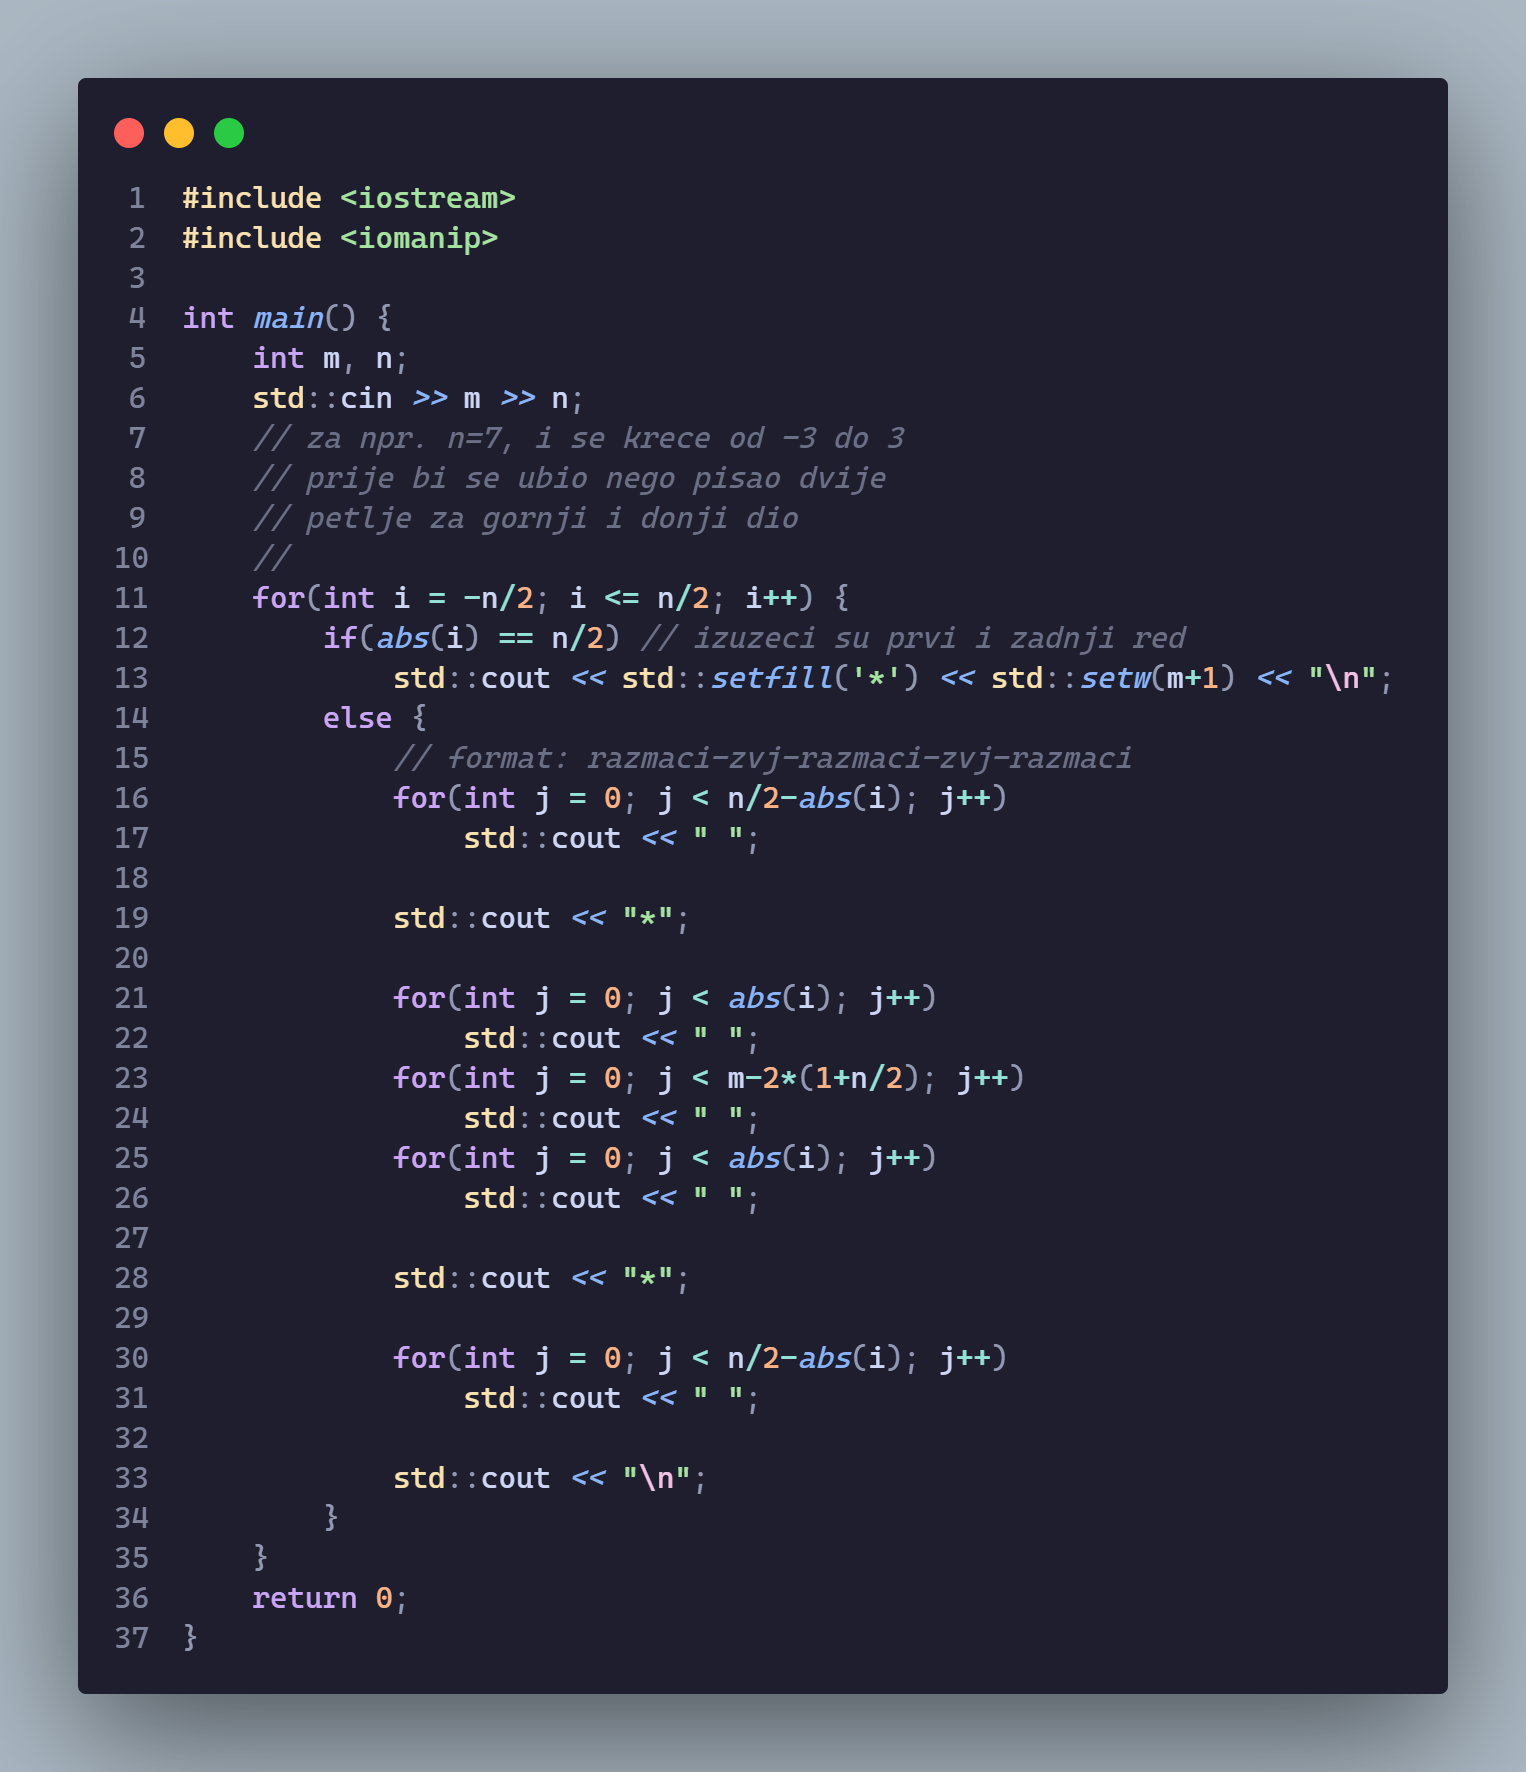 1 #include <iostream>
2 #include <iomanip>
3
4 int main() {
5     int m, n;
6     std::cin >> m >> n;
7     // za npr. n=7, i se krece od -3 do 3
8     // prije bi se ubio nego pisao dvije
9     // petlje za gornji i donji dio
10     //
11     for(int i = -n/2; i <= n/2; i++) {
12         if(abs(i) == n/2) // izuzeci su prvi i zadnji red
13             std::cout << std::setfill('*') << std::setw(m+1) << "\n";
14         else {
15             // format: razmaci-zvj-razmaci-zvj-razmaci
16             for(int j = 0; j < n/2-abs(i); j++)
17                 std::cout << " ";
18
19             std::cout << "*";
20
21             for(int j = 0; j < abs(i); j++)
22                 std::cout << " ";
23             for(int j = 0; j < m-2*(1+n/2); j++)
24                 std::cout << " ";
25             for(int j = 0; j < abs(i); j++)
26                 std::cout << " ";
27
28             std::cout << "*";
29
30             for(int j = 0; j < n/2-abs(i); j++)
31                 std::cout << " ";
32
33             std::cout << "\n";
34         }
35     }
36     return 0;
37 }